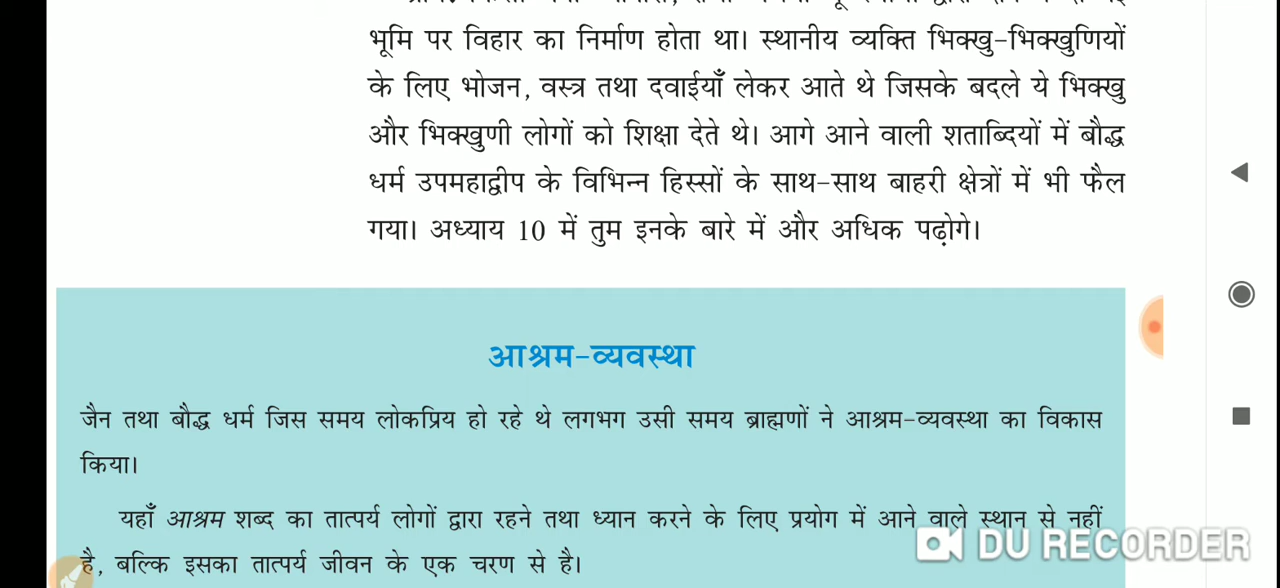 भूमि पर विहार का निर्माण होता था। स्थानीय व्यक्ति भिक्खु-भिक्खुणियों
के लिए भोजन, वस्त्र तथा दवाईयाँ लेकर आते थे जिसके बदले ये भिक्खु
और भिक्खुणी लोगों को शिक्षा देते थे। आगे आने वाली शताब्दियों में बौद्ध
धर्म उपमहाद्वीप के विभिन्न हिस्सों के साथ-साथ बाहरी क्षेत्रों में भी फैल
गया। अध्याय 10 में तुम इनके बारे में और अधिक पढ़ोगे।
आश्रम-व्यवस्था
जैन तथा बौद्ध धर्म जिस समय लोकप्रिय हो रहे थे लगभग उसी समय ब्राह्मणों ने आश्रम-व्यवस्था का विकास
किया।
यहाँ आश्रम शब्द का तात्पर्य लोगों द्वारा रहने तथा ध्यान करने के लिए प्रयोग में आने वाले स्थान से नहीं
है, बल्कि इसका तात्पर्य जीवन के एक चरण से है।
DU RECORDER